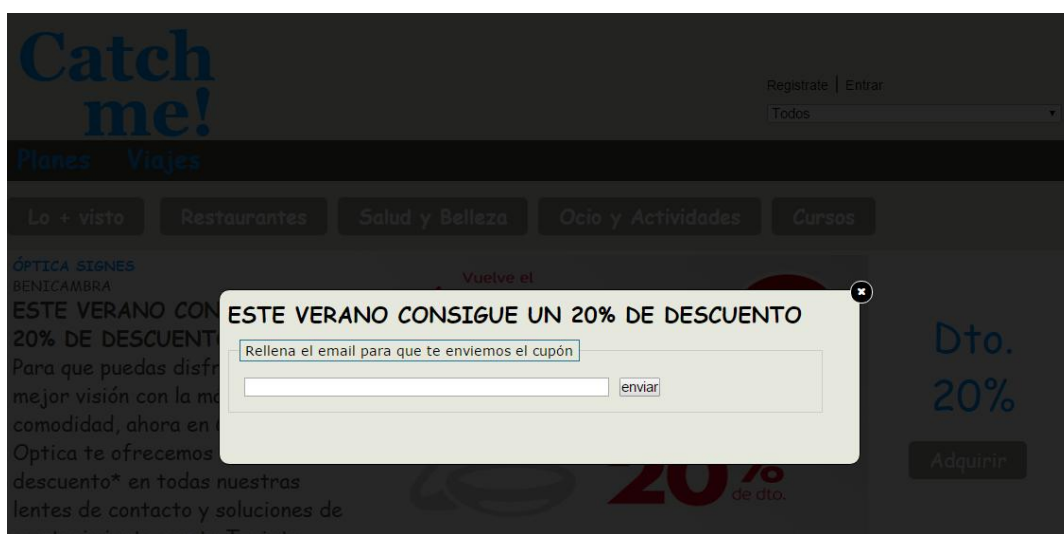 Catch
me!
Registrate | Entrar
Todos
Planes Viajes
Lo + visto Restaurantes Salud y Belleza Ocio y Actividades Cursos
ÓPTICA SIGNES
BENICAMBRA
ESTE VERANO CON
20% DE DESCUENT
Para que puedas disfr
mejor visión con la
comodidad, ahora en
Optica te ofrecemos
descuento* en todas nuestras
lentes de contacto y soluciones de
Vuelve el
ESTE VERANO CONSIGUE UN 20% DE DESCUENTO
Rellena el email para que te enviemos el cupón
enviar
20%
de dto.
Dto.
20%
Adquirir